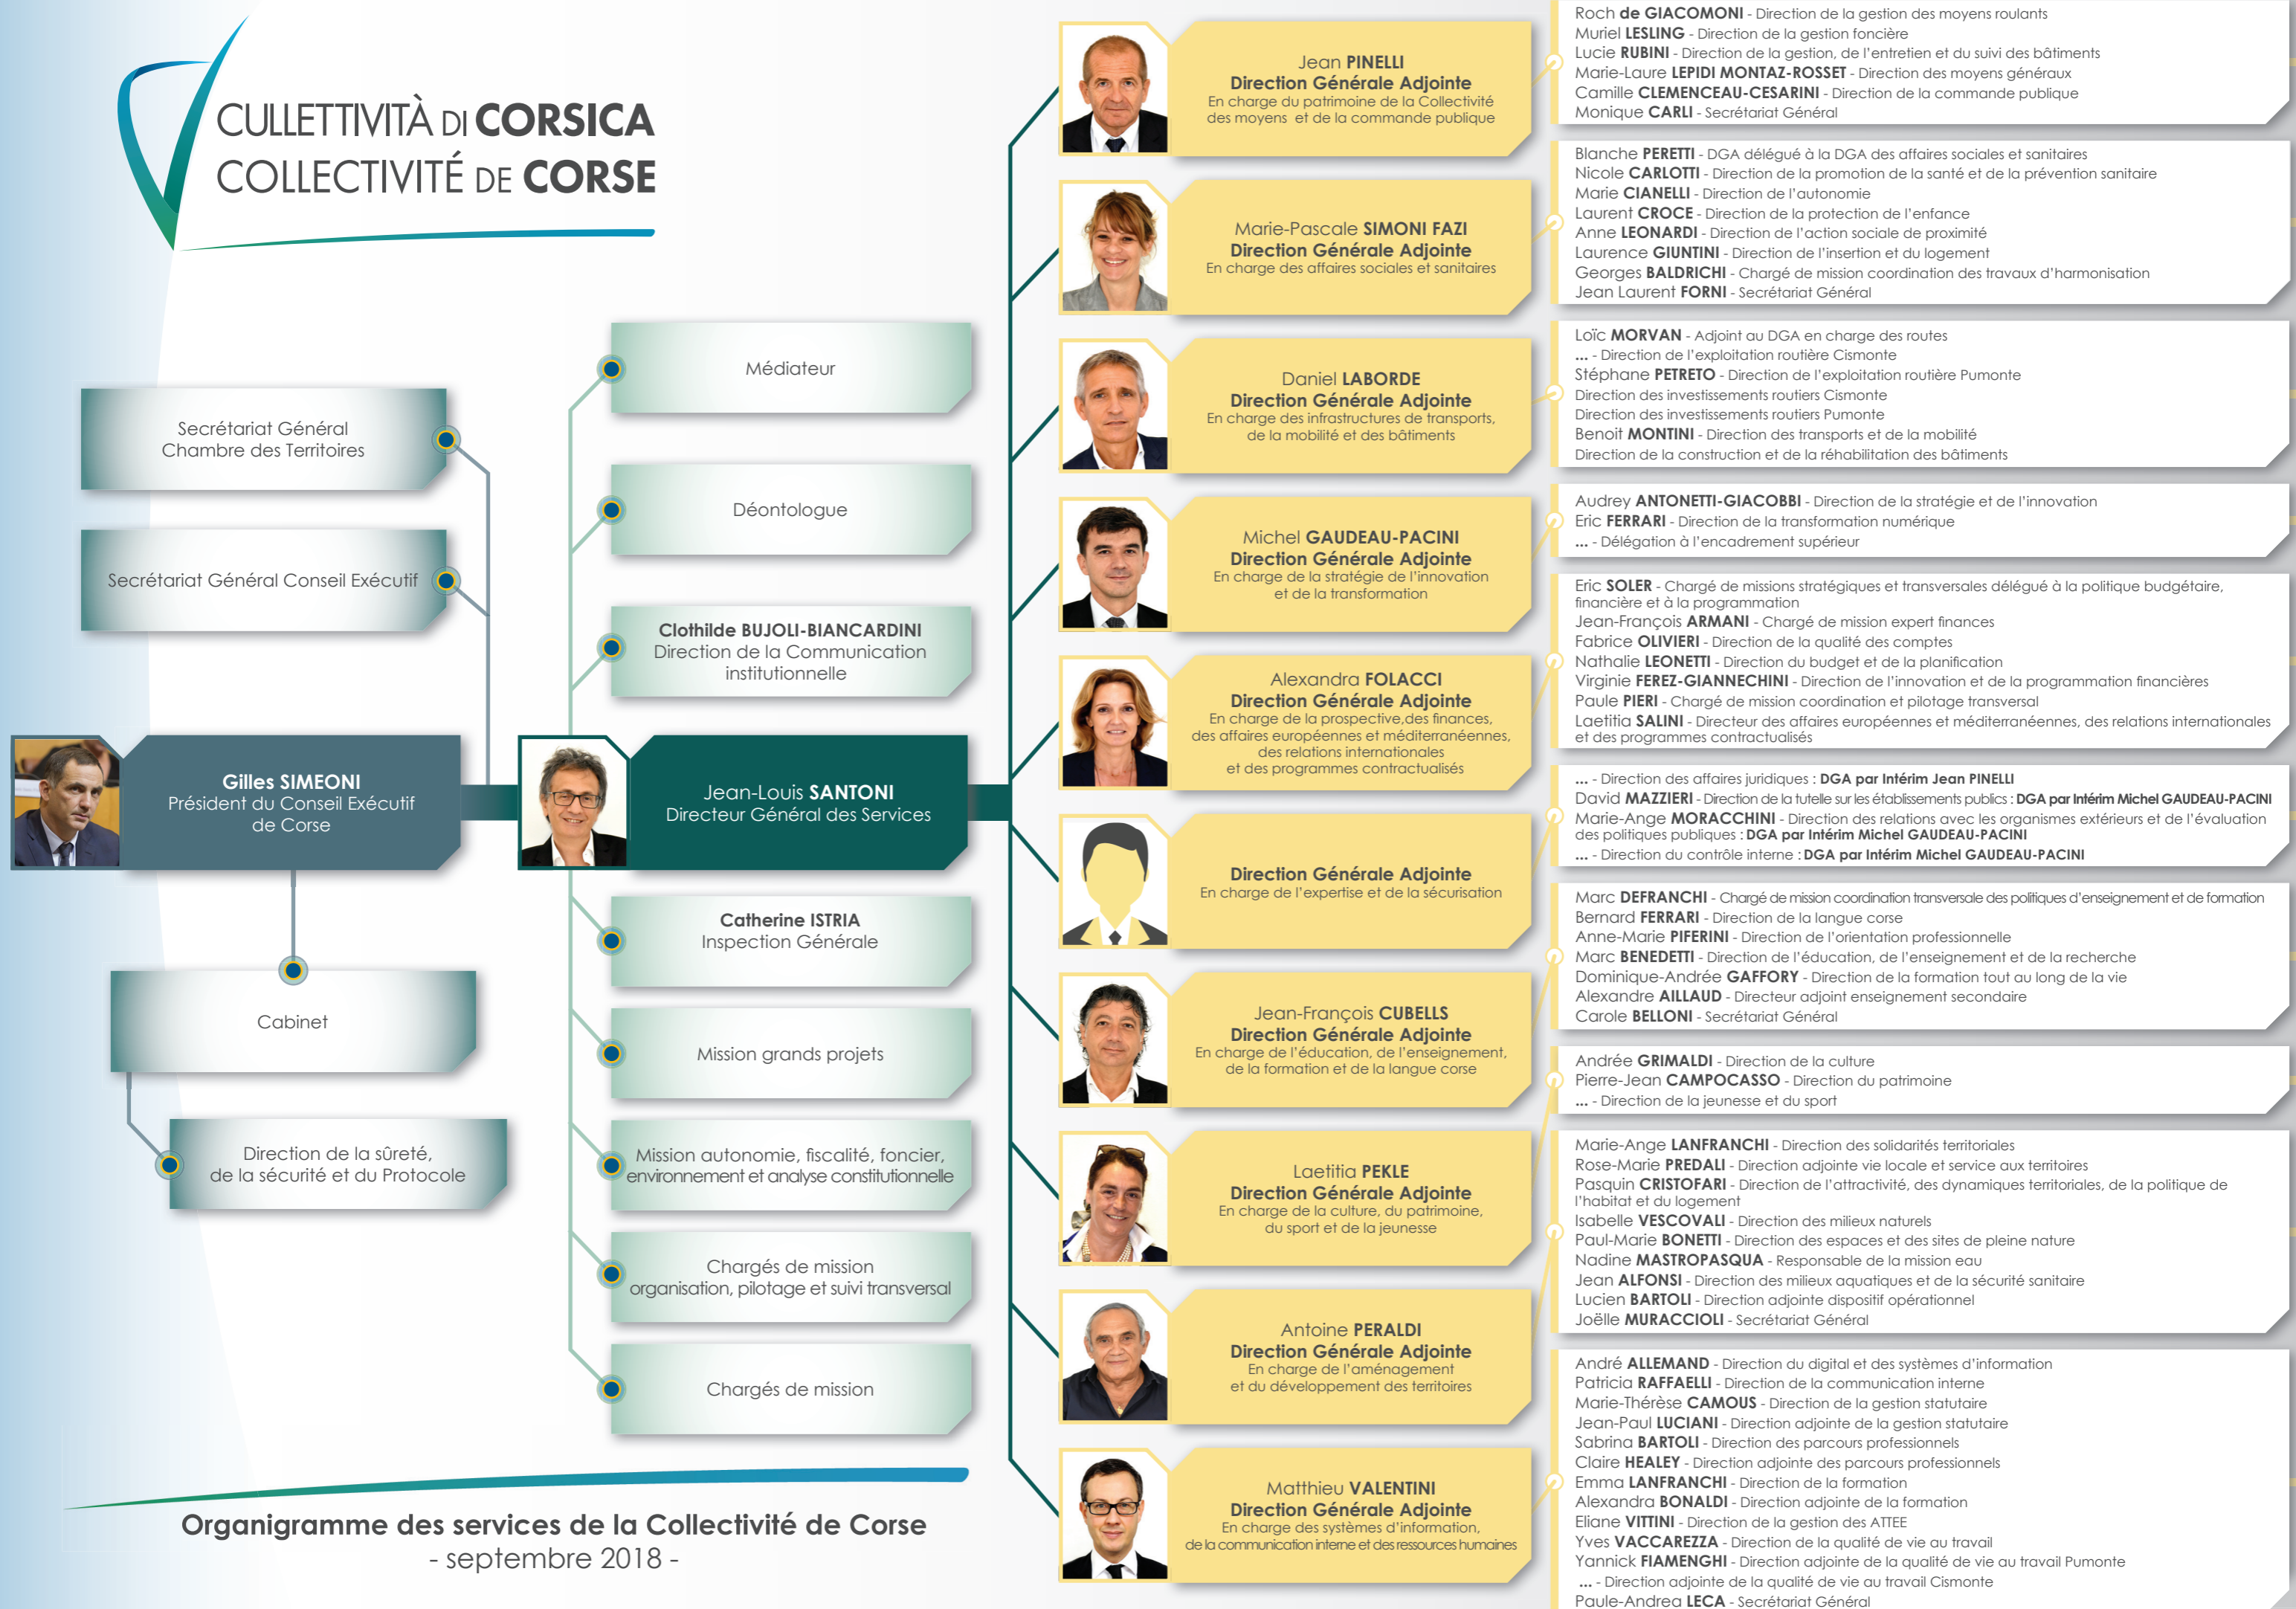 CULLETTIVITÀ DI CORSICA
COLLECTIVITÉ DE CORSE
Secrétariat Général
Chambre des Territoires
Secrétariat Général Conseil Exécutif
Gilles SIMEONI
Président du Conseil Exécutif
de Corse
Cabinet
Direction de la sûreté,
de la sécurité et du Protocole
Médiateur
Déontologue
Clothilde BUJOLI-BIANCARDINI
Direction de la Communication
institutionnelle
Jean-Louis SANTONI
Directeur Général des Services
Catherine ISTRIA
Inspection Générale
Mission grands projets
Mission autonomie, fiscalité, foncier,
environnement et analyse constitutionnelle
Chargés de mission
organisation, pilotage et suivi transversal
Chargés de mission
Organigramme des services de la Collectivité de Corse
- septembre 2018 -
Jean PINELLI
Direction Générale Adjointe
En charge du patrimoine de la Collectivité
des moyens et de la commande publique
Roch de GIACOMONI - Direction de la gestion des moyens roulants
Muriel LESLING - Direction de la gestion foncière
Lucie RUBINI - Direction de la gestion, de l'entretien et du suivi des bâtiments
Marie-Laure LEPIDI MONTAZ-ROSSET - Direction des moyens généraux
Camille CLEMENCEAU-CESARINI - Direction de la commande publique
Monique CARLI - Secrétariat Général
Marie-Pascale SIMONI FAZI
Direction Générale Adjointe
En charge des affaires sociales et sanitaires
Blanche PERETTI - DGA délégué à la DGA des affaires sociales et sanitaires
Nicole CARLOTTI - Direction de la promotion de la santé et de la prévention sanitaire
Marie CIANELLI - Direction de l'autonomie
Laurent CROCE - Direction de la protection de l'enfance
Anne LEONARDI - Direction de l'action sociale de proximité
Laurence GIUNTINI - Direction de l'insertion et du logement
Georges BALDRICHI - Chargé de mission coordination des travaux d'harmonisation
Jean Laurent FORNI - Secrétariat Général
Daniel LABORDE
Direction Générale Adjointe
En charge des infrastructures de transports,
de la mobilité et des bâtiments
Loïc MORVAN - Adjoint au DGA en charge des routes
... - Direction de l'exploitation routière Cismonte
Stéphane PETRETO - Direction de l'exploitation routière Pumonte
Direction des investissements routiers Cismonte
Direction des investissements routiers Pumonte
Benoit MONTINI - Direction des transports et de la mobilité
Direction de la construction et de la réhabilitation des bâtiments
Michel GAUDEAU-PACINI
Direction Générale Adjointe
En charge de la stratégie de l'innovation
et de la transformation
Audrey ANTONETTI-GIACOBBI - Direction de la stratégie et de l'innovation
Eric FERRARI - Direction de la transformation numérique
... - Délégation à l'encadrement supérieur
Alexandra FOLACCI
Direction Générale Adjointe
En charge de la prospective,des finances,
des affaires européennes et méditerranéennes,
des relations internationales
et des programmes contractualisés
Eric SOLER - Chargé de missions stratégiques et transversales délégué à la politique budgétaire,
financière et à la programmation
Jean-François ARMANI - Chargé de mission expert finances
Fabrice OLIVIERI - Direction de la qualité des comptes
Nathalie LEONETTI - Direction du budget et de la planification
Virginie FEREZ-GIANNECHINI - Direction de l'innovation et de la programmation financières
Paule PIERI - Chargé de mission coordination et pilotage transversal
Laetitia SALINI - Directeur des affaires européennes et méditerranéennes, des relations internationales
et des programmes contractualisés
Direction Générale Adjointe
En charge de l'expertise et de la sécurisation
... - Direction des affaires juridiques : DGA par Intérim Jean PINELLI
David MAZZIERI - Direction de la tutelle sur les établissements publics : DGA par Intérim Michel GAUDEAU-PACINI
Marie-Ange MORACCHINI - Direction des relations avec les organismes extérieurs et de l'évaluation
des politiques publiques : DGA par Intérim Michel GAUDEAU-PACINI
... - Direction du contrôle interne : DGA par Intérim Michel GAUDEAU-PACINI
Jean-François CUBELLS
Direction Générale Adjointe
En charge de l'éducation, de l'enseignement,
de la formation et de la langue corse
Marc DEFRANCHI - Chargé de mission coordination transversale des politiques d'enseignement et de formation
Bernard FERRARI - Direction de la langue corse
Anne-Marie PIFERINI - Direction de l'orientation professionnelle
Marc BENEDETTI - Direction de l'éducation, de l'enseignement et de la recherche
Dominique-Andrée GAFFORY - Direction de la formation tout au long de la vie
Alexandre AILLAUD - Directeur adjoint enseignement secondaire
Carole BELLONI - Secrétariat Général
Laetitia PEKLE
Direction Générale Adjointe
En charge de la culture, du patrimoine,
du sport et de la jeunesse
Andrée GRIMALDI - Direction de la culture
Pierre-Jean CAMPOCASSO - Direction du patrimoine
... - Direction de la jeunesse et du sport
Antoine PERALDI
Direction Générale Adjointe
En charge de l'aménagement
et du développement des territoires
Marie-Ange LANFRANCHI - Direction des solidarités territoriales
Rose-Marie PREDALI - Direction adjointe vie locale et service aux territoires
Pasquin CRISTOFARI - Direction de l'attractivité, des dynamiques territoriales, de la politique de
l'habitat et du logement
Isabelle VESCOVALI - Direction des milieux naturels
Paul-Marie BONETTI - Direction des espaces et des sites de pleine nature
Nadine MASTROPASQUA - Responsable de la mission eau
Jean ALFONSI - Direction des milieux aquatiques et de la sécurité sanitaire
Lucien BARTOLI - Direction adjointe dispositif opérationnel
Joëlle MURACCIOLI - Secrétariat Général
Matthieu VALENTINI
Direction Générale Adjointe
En charge des systèmes d'information,
de la communication interne et des ressources humaines
André ALLEMAND - Direction du digital et des systèmes d'information
Patricia RAFFAELLI - Direction de la communication interne
Marie-Thérèse CAMOUS - Direction de la gestion statutaire
Jean-Paul LUCIANI - Direction adjointe de la gestion statutaire
Sabrina BARTOLI - Direction des parcours professionnels
Claire HEALEY - Direction adjointe des parcours professionnels
Emma LANFRANCHI - Direction de la formation
Alexandra BONALDI - Direction adjointe de la formation
Eliane VITTINI - Direction de la gestion des ATTEE
Yves VACCAREZZA - Direction de la qualité de vie au travail
Yannick FIAMENGHI - Direction adjointe de la qualité de vie au travail Pumonte
... - Direction adjointe de la qualité de vie au travail Cismonte
Paule-Andrea LECA - Secrétariat Général